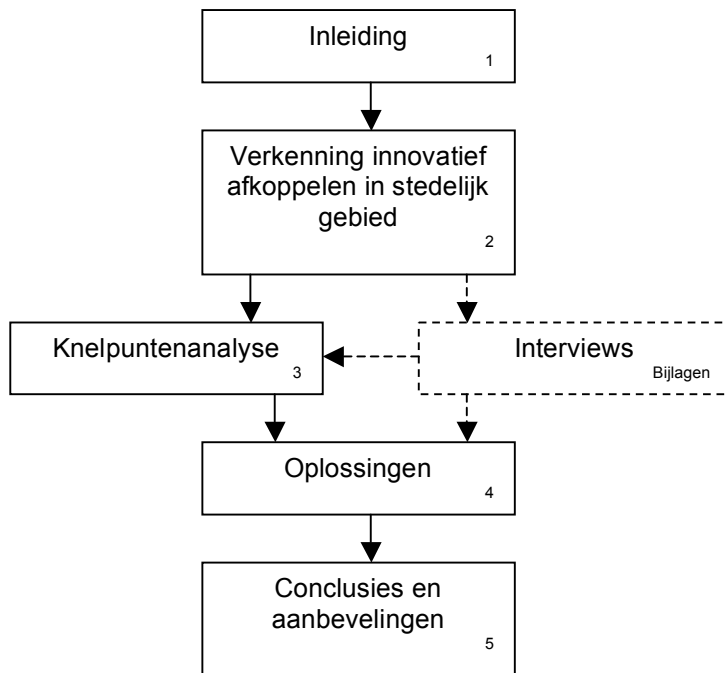 Inleiding
1
Verkenning innovatief
afkoppelen in stedelijk
gebied
2
Knelpuntenanalyse
3
Interviews
Bijlagen
Oplossingen
4
Conclusies en
aanbevelingen
5